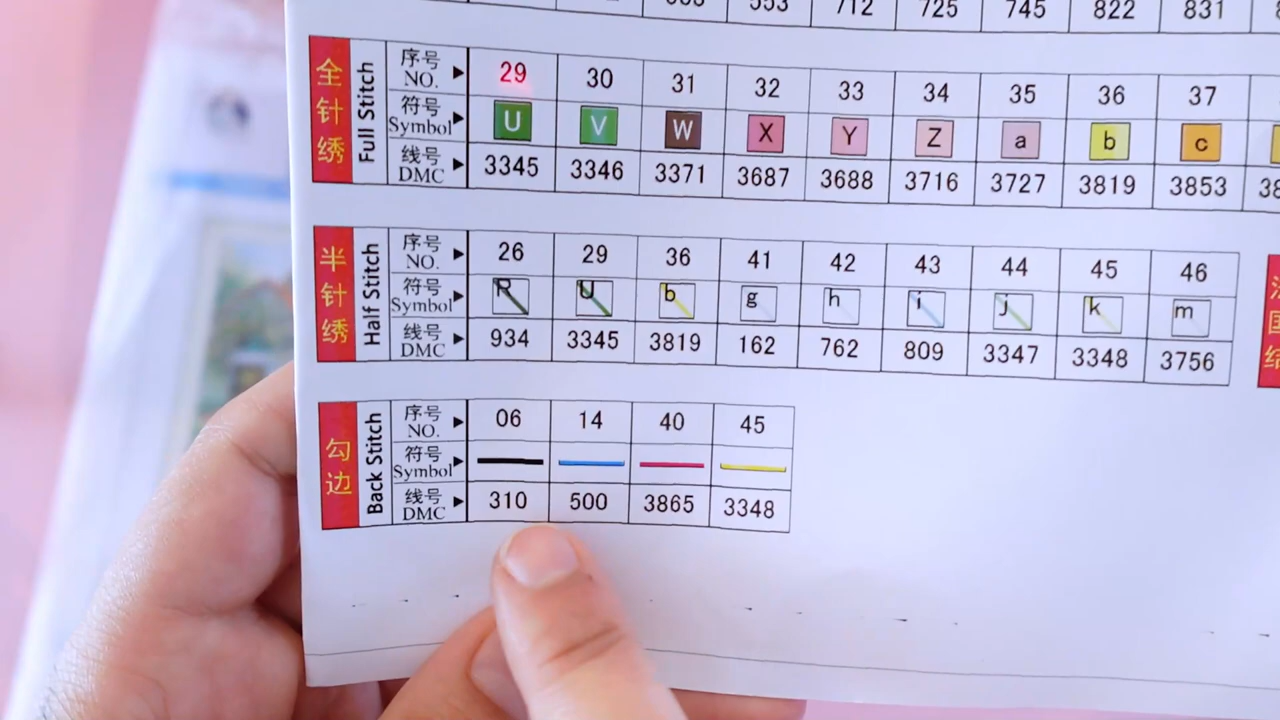 553 712 725 745 822 831
全针绣 Full Stitch
序号 NO. 29 30 31 32 33 34 35 36 37
符号 Symbol U V W X Y Z a b c
线号 DMC 3345 3346 3371 3687 3688 3716 3727 3819 3853 38
半针绣 Half Stitch
序号 NO. 26 29 36 41 42 43 44 45 46
符号 Symbol R U b g h i j k m
线号 DMC 934 3345 3819 162 762 809 3347 3348 3756
勾边 Back Stitch
序号 NO. 06 14 40 45
符号 Symbol
线号 DMC 310 500 3865 3348